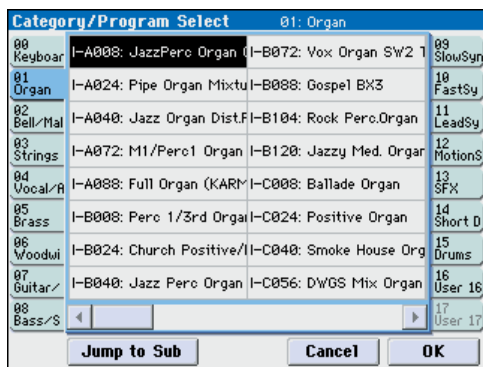 Category/Program Select 01: Organ
00
Keyboar
01
Organ
02
Bell/Mal
03
Strings
04
Vocal/A
05
Brass
06
Woodwi
07
Guitar/
08
Bass/S
I-A008: JazzPerc Organ ( I-B072: Vox Organ SW2 T
I-A024: Pipe Organ Mixtu I-B088: Gospel BX3
I-A040: Jazz Organ Dist.F I-B104: Rock Perc.Organ
I-A072: M1/Perc1 Organ I-B120: Jazzy Med. Organ
I-A088: Full Organ (KARM I-C008: Ballade Organ
I-B008: Perc 1/3rd Organ I-C024: Positive Organ
I-B024: Church Positive/ I-C040: Smoke House Org
I-B040: Jazz Perc Organ I-C056: DWGS Mix Organ
09
SlowSyn
10
FastSy
11
LeadSy
12
MotionS
13
SFX
14
Short D
15
Drums
16
User 16
17
User 17
Jump to Sub Cancel OK